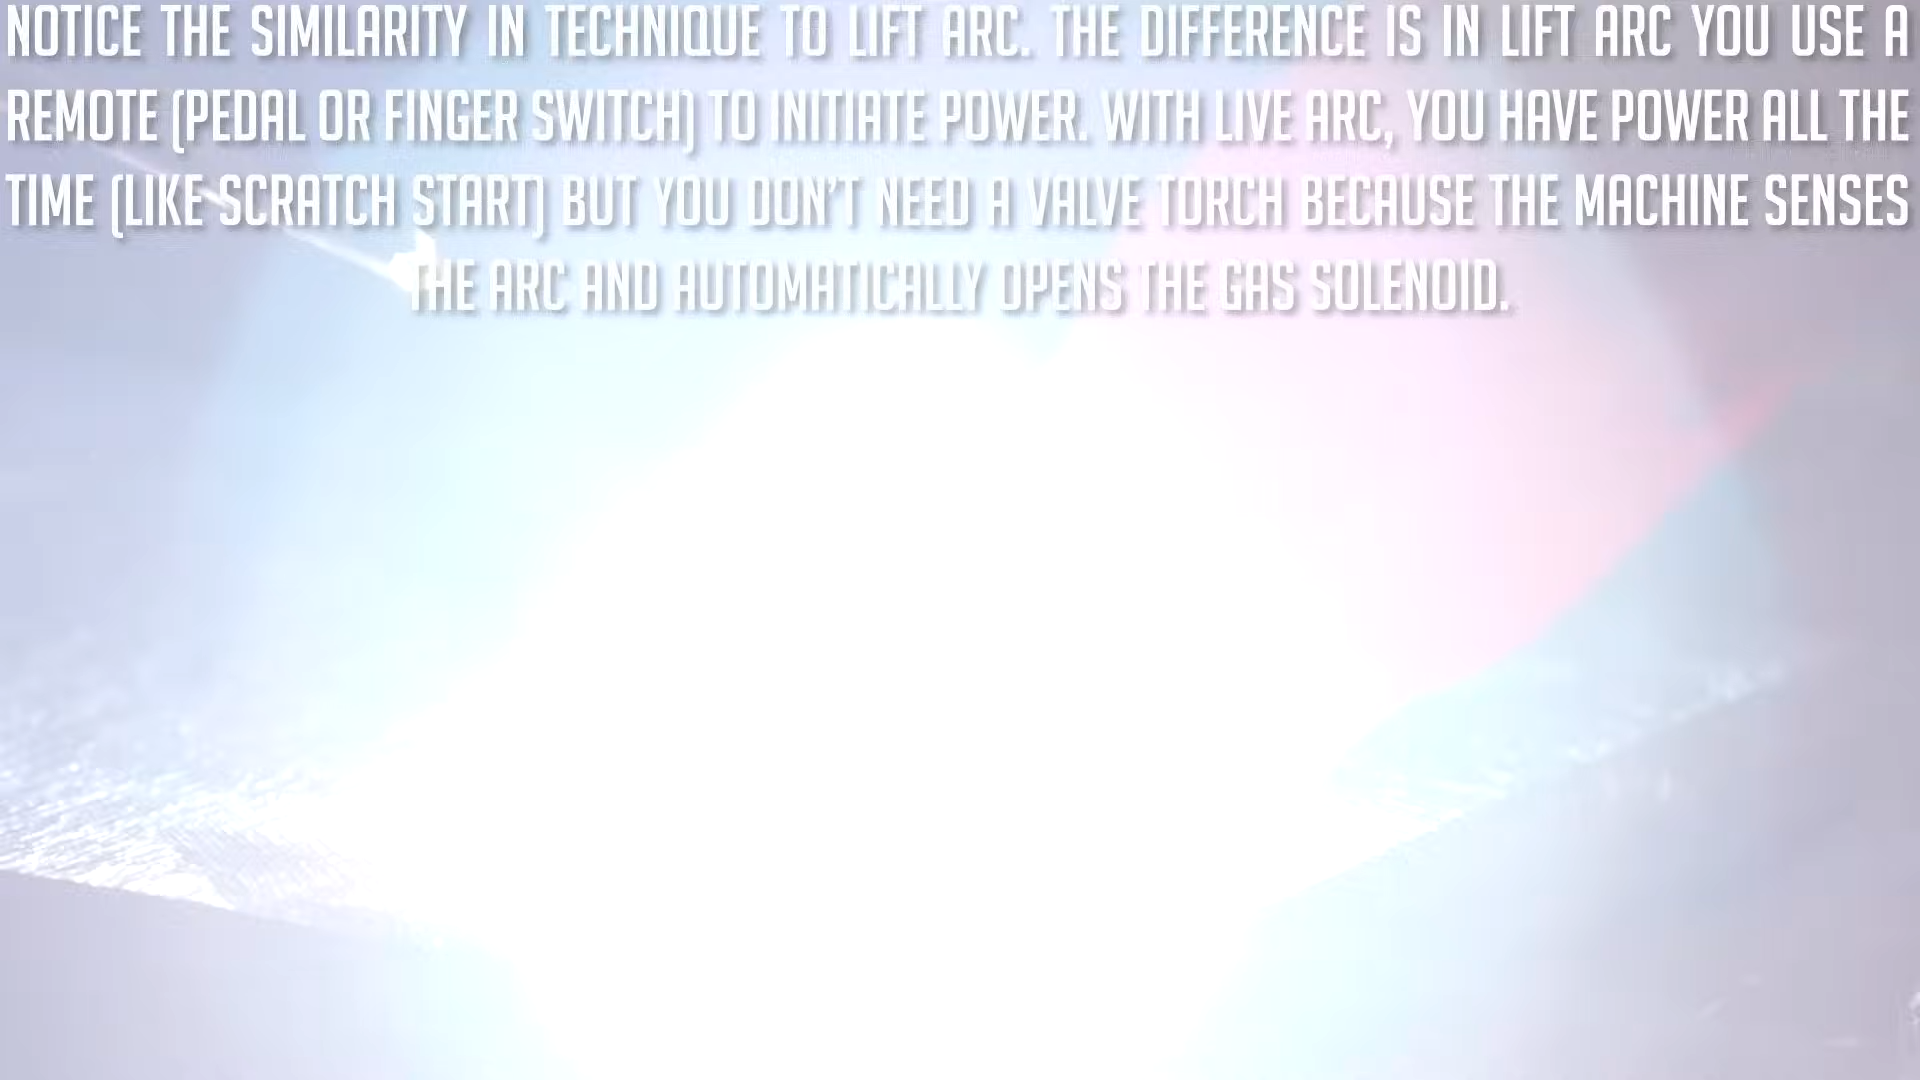 NOTICE THE SIMILARITY IN TECHNIQUE TO LIFT ARC. THE DIFFERENCE IS IN LIFT ARC YOU USE A
REMOTE (PEDAL OR FINGER SWITCH) TO INITIATE POWER. WITH LIVE ARC, YOU HAVE POWER ALL THE
TIME (LIKE SCRATCH START) BUT YOU DON'T NEED A VALVE TORCH BECAUSE THE MACHINE SENSES
THE ARC AND AUTOMATICALLY OPENS THE GAS SOLENOID.